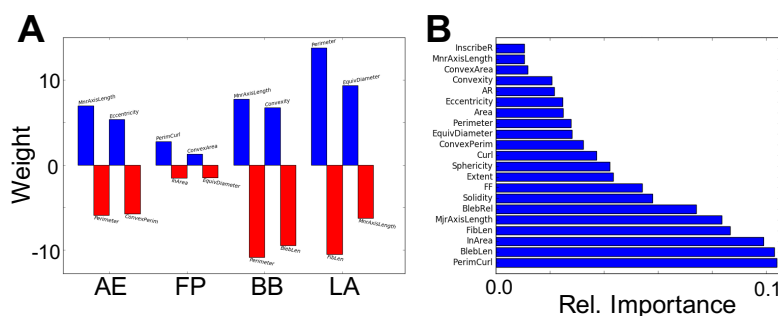 A
Weight
10
0
-10
MnrAxisLength
Eccentricity
Perimeter
ConvexPerim
PerimCurl
ConvexArea
InArea
EquivDiameter
MnrAxisLength
Convexity
Perimeter
BlebLen
Perimeter
EquivDiameter
FibLen
MnrAxisLength
AE FP BB LA
B
InscribeR
MnrAxisLength
ConvexArea
Convexity
AR
Eccentricity
Area
Perimeter
EquivDiameter
ConvexPerim
Curl
Sphericity
Extent
FF
Solidity
BlebRel
MjrAxisLength
FibLen
InArea
BlebLen
PerimCurl
0.0 0.1
Rel. Importance